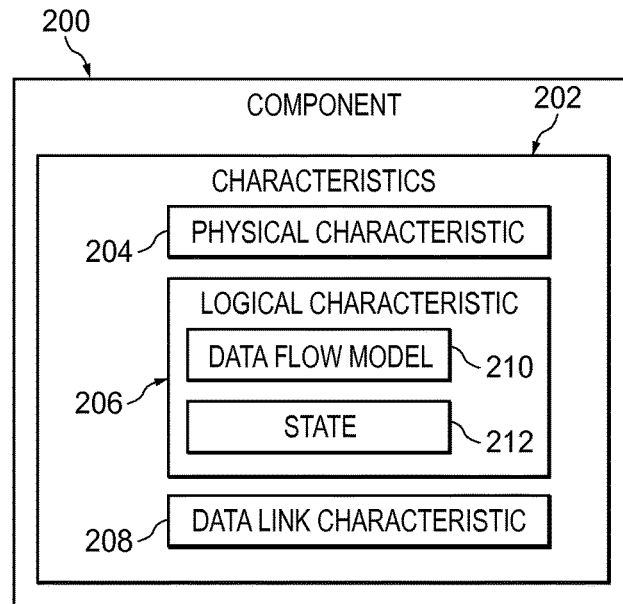 200
COMPONENT
202
CHARACTERISTICS
PHYSICAL CHARACTERISTIC
204
LOGICAL CHARACTERISTIC
DATA FLOW MODEL
210
206
STATE
212
DATA LINK CHARACTERISTIC
208